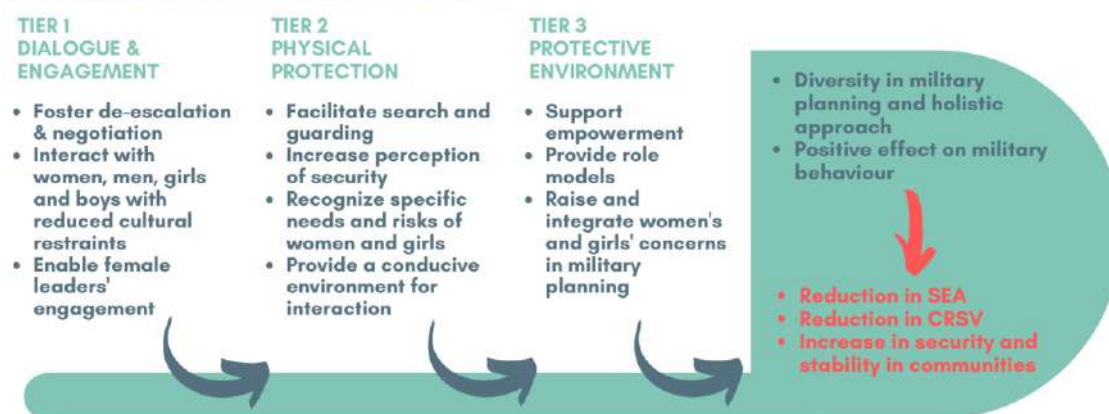 TIER 1
DIALOGUE &
ENGAGEMENT
• Foster de-escalation
& negotiation
• Interact with
women, men, girls
and boys with
reduced cultural
restraints
• Enable female
leaders'
engagement
TIER 2
PHYSICAL
PROTECTION
• Facilitate search and
guarding
• Increase perception
of security
• Recognize specific
needs and risks of
women and girls
• Provide a conducive
environment for
interaction
TIER 3
PROTECTIVE
ENVIRONMENT
• Support
empowerment
• Provide role
models
• Raise and
integrate women's
and girls' concerns
in military
planning
• Diversity in military
planning and holistic
approach
• Positive effect on military
behaviour
• Reduction in SEA
• Reduction in CRSV
• Increase in security and
stability in communities